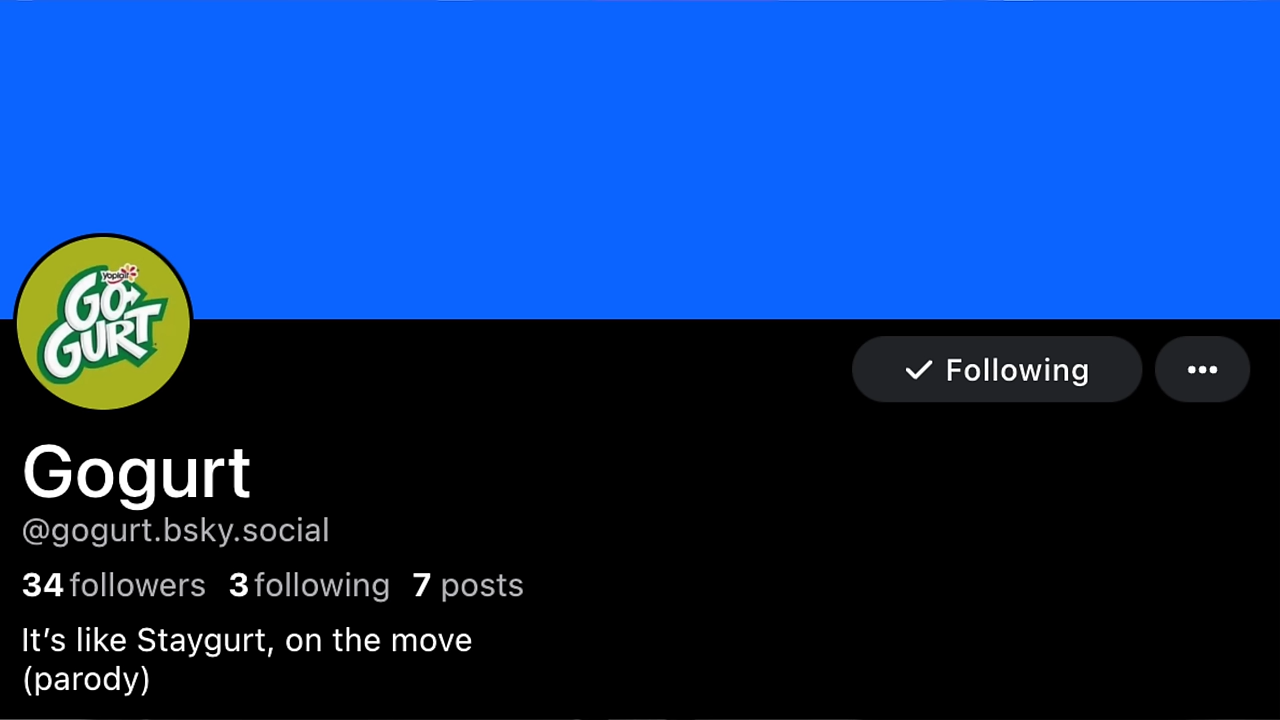 yoplait
GO-
GURT
✓ Following
•••
Gogurt
@gogurt.bsky.social
34 followers 3 following 7 posts
It’s like Staygurt, on the move
(parody)